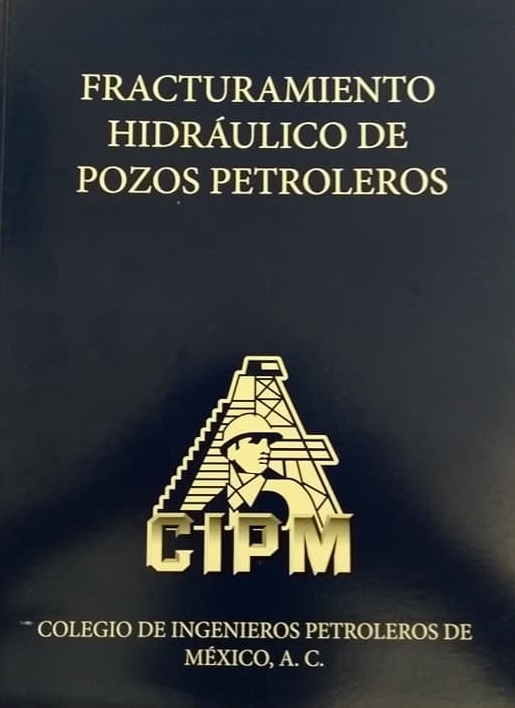 FRACTURAMIENTO
HIDRÁULICO DE
POZOS PETROLEROS
CIPM
COLEGIO DE INGENIEROS PETROLEROS DE
MÉXICO, A. C.